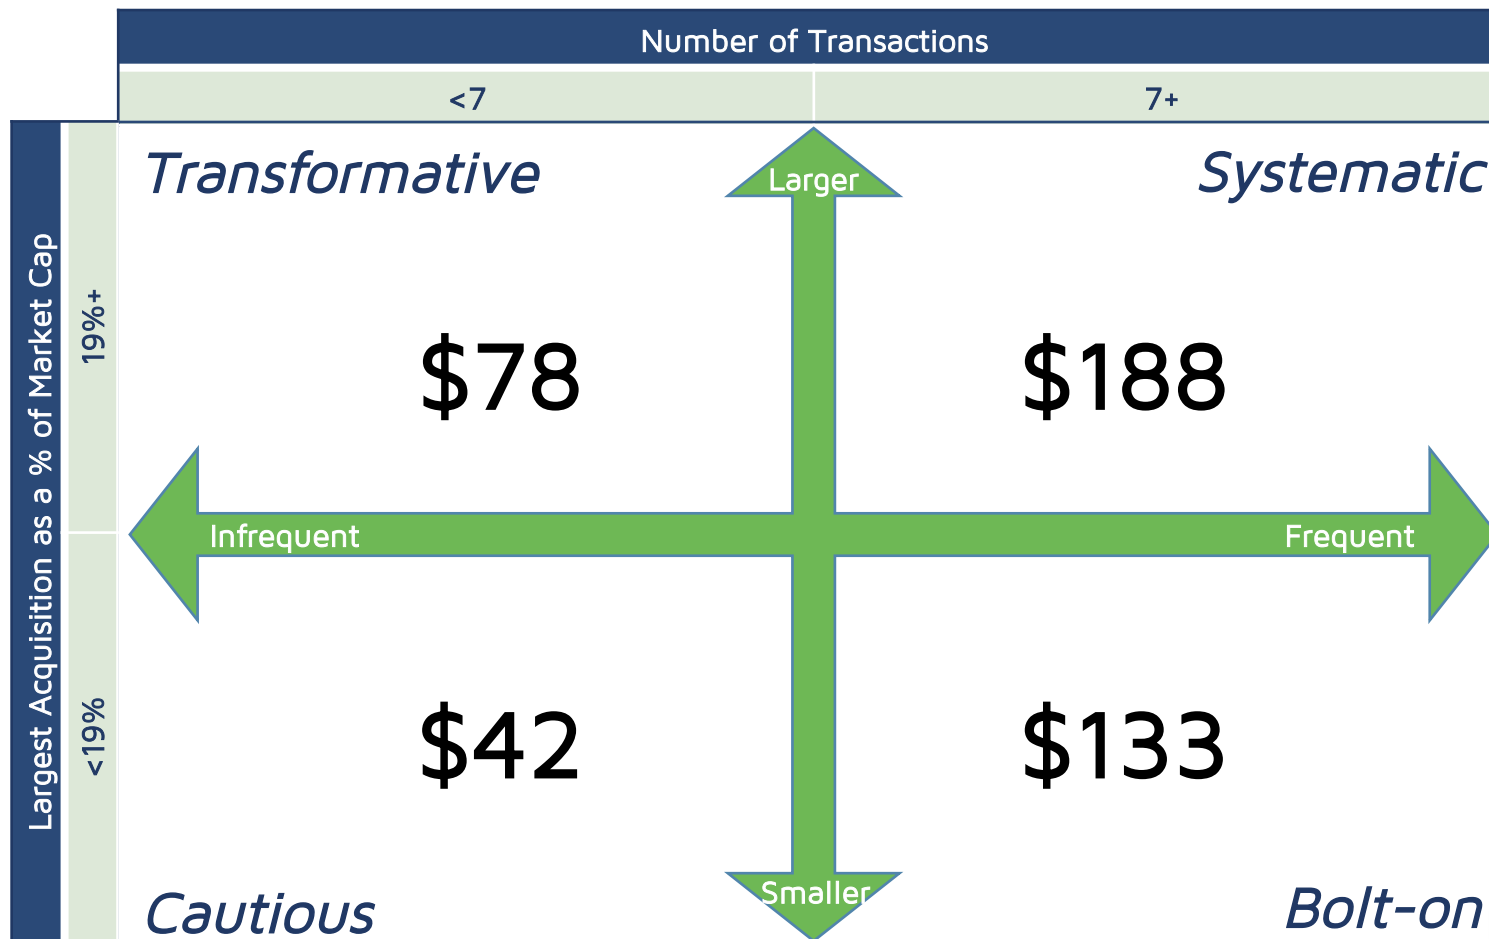 Number of Transactions
<7
7+
Largest Acquisition as a % of Market Cap
19%+
<19%
Transformative
Larger
Systematic
$78
$188
Infrequent
Frequent
$42
$133
Cautious
Smaller
Bolt-on